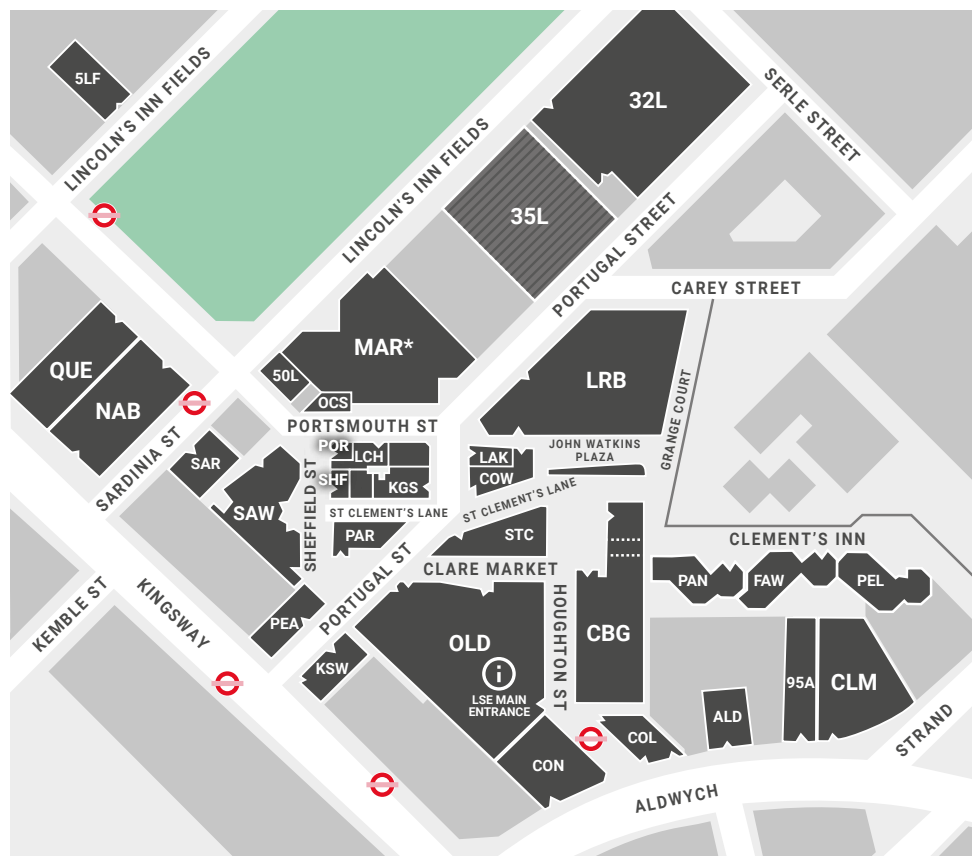 5LF
LINCOLN'S INN FIELDS
32L
SERLE STREET
LINCOLN'S INN FIELDS
35L
PORTUGAL STREET
CAREY STREET
MAR*
QUE
50L
LRB
NAB
OCS
GRANGE COURT
PORTSMOUTH ST
SARDINIA ST
POR
LCH
JOHN WATKINS
PLAZA
SAR
LAK
SHF
KGS
COW
SAW
SHEFFIELD ST
ST CLEMENT'S LANE
ST CLEMENT'S LANE
PAR
STC
CLEMENT'S INN
CLARE MARKET
PAN
FAW
PEL
KEMBLE ST
KINGSWAY
PORTUGAL ST
HOUGHTON ST
PEA
OLD
CBG
KSW
LSE MAIN
ENTRANCE
95A
CLM
ALD
STRAND
COL
CON
ALDWYCH